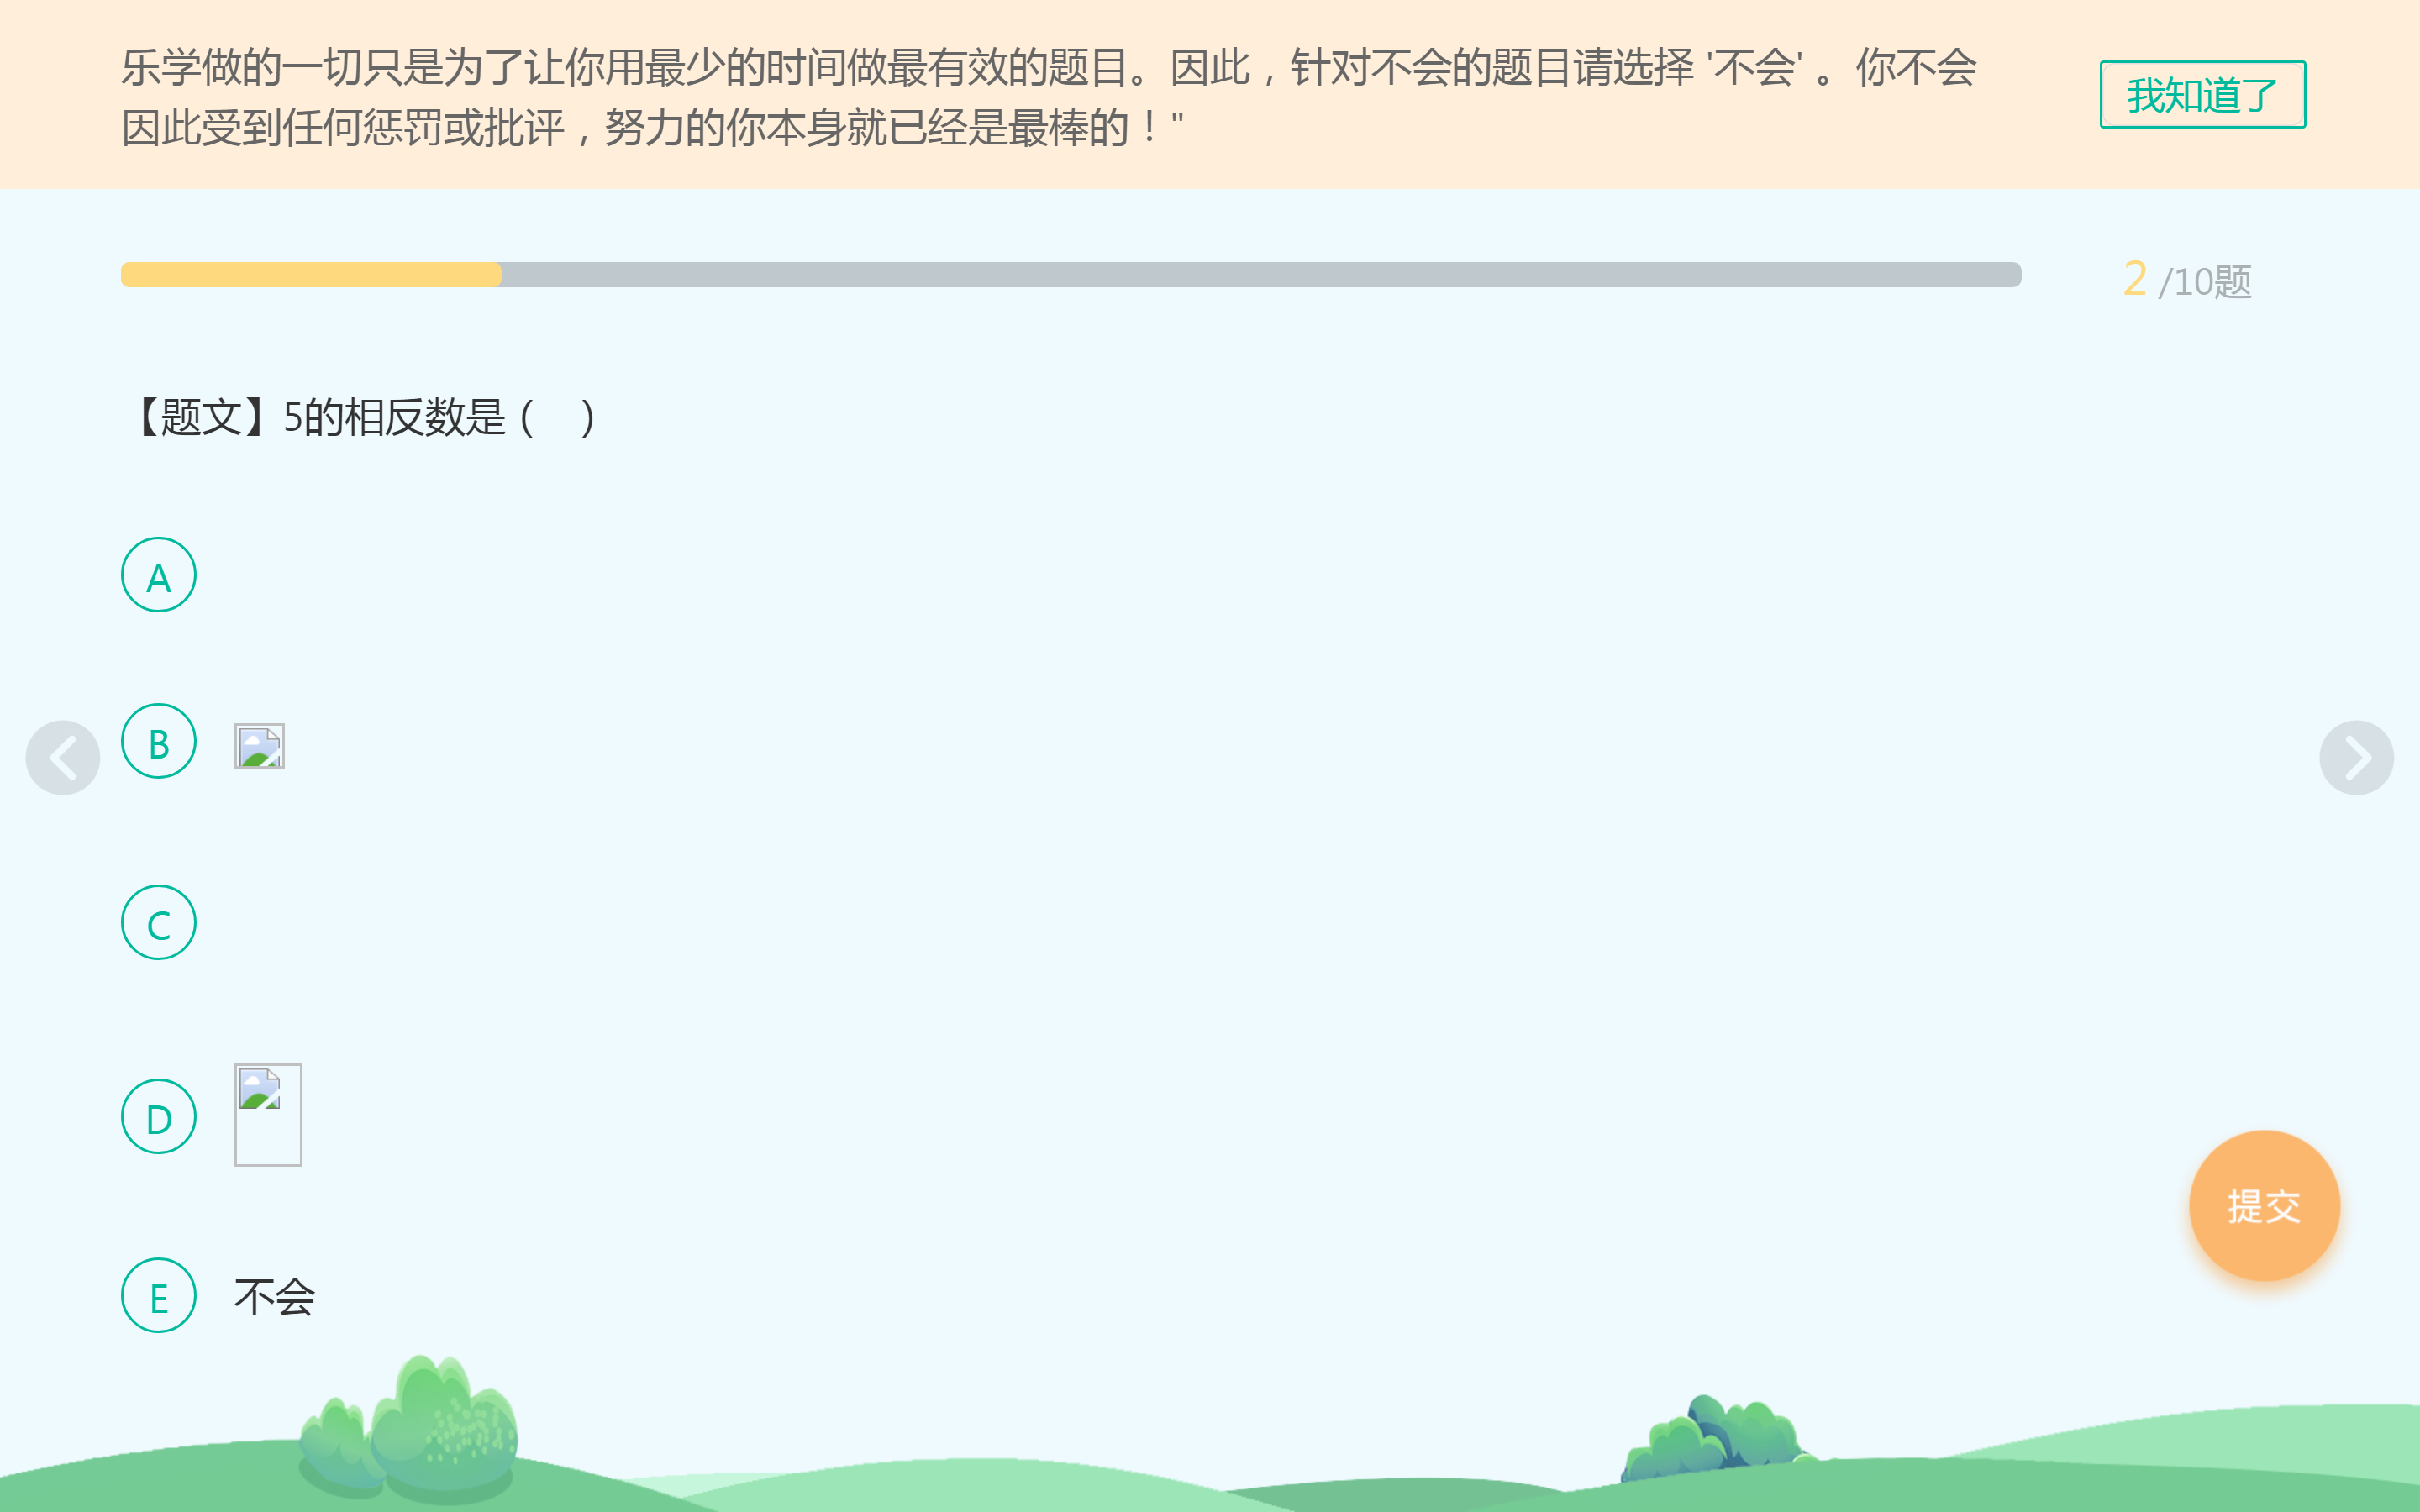 乐学做的一切只是为了让你用最少的时间做最有效的题目。因此，针对不会的题目请选择 '不会' 。你不会
因此受到任何惩罚或批评，努力的你本身就已经是最棒的！"
我知道了
2 /10题
【题文】5的相反数是（　）
A
B
C
D
提交
E 不会